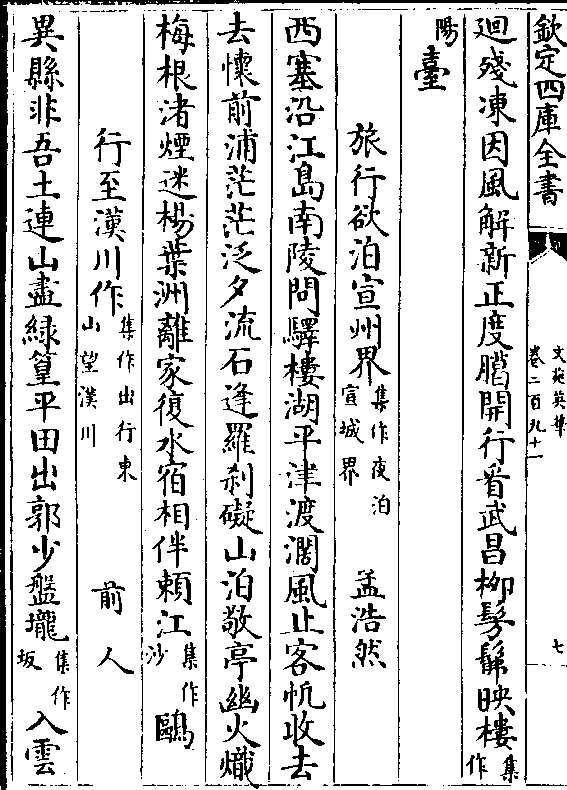 欽定四庫全書
文苑英華
卷二百九十一
七
廻殘凍因風解新正度臈開行看武昌柳髣髴映樓集作
陽臺
旅行欲泊宣州界集作夜泊宣城界 孟浩然
西塞沿江島南陵問驛樓湖平津渡濶風止客帆收去
去懷前浦茫茫泛夕流石逢羅刹礙山泊敬亭幽火熾
梅根渚煙迷楊葉洲離家復水宿相伴頼江集作沙鷗
行至漢川作集作出行東山望漢川 前人
異縣非吾土連山盡綠篁平田出郭少盤壠集作坂入雲